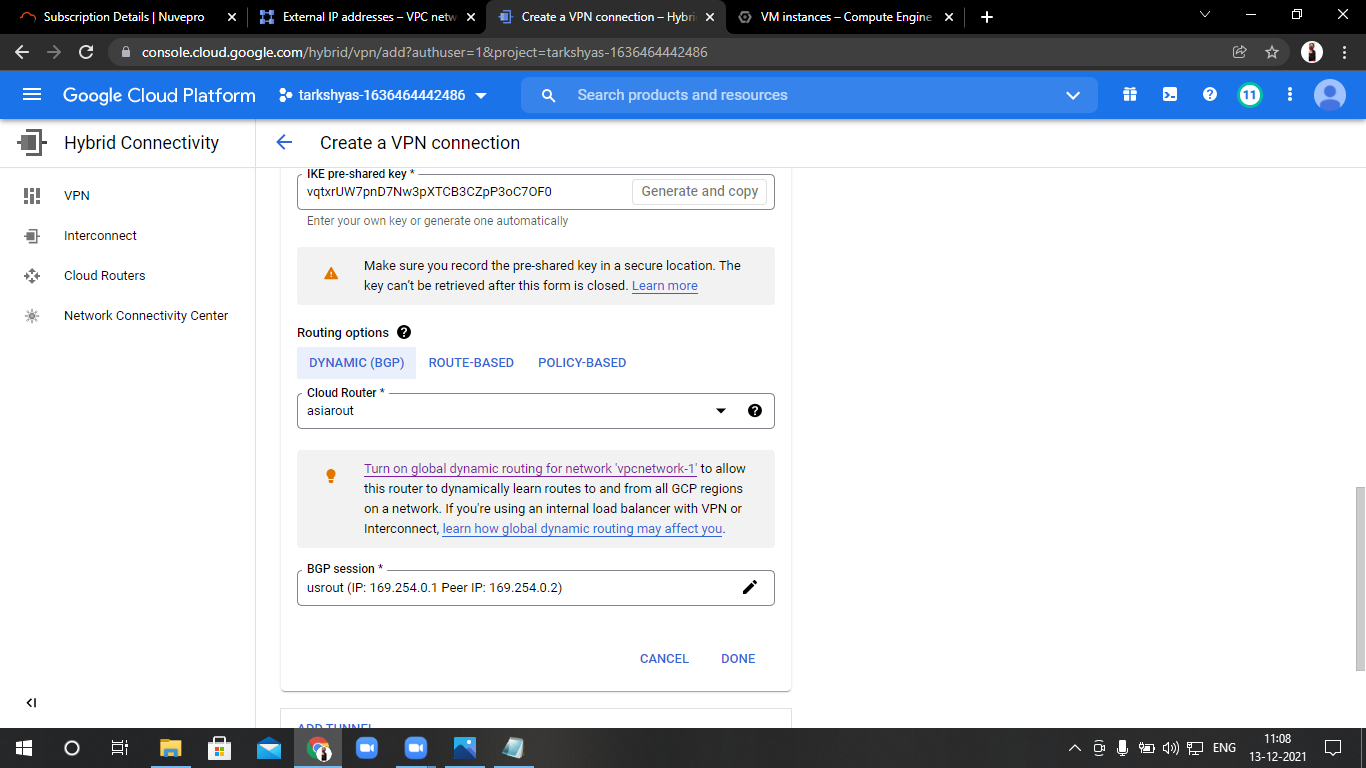 Subscription Details | Nuvepro
External IP addresses – VPC netw
Create a VPN connection – Hybri
VM instances – Compute Engine
console.cloud.google.com/hybrid/vpn/add?authuser=1&project=tarkshyas-1636464442486
Google Cloud Platform
tarkshyas-1636464442486
Search products and resources
11
Hybrid Connectivity
Create a VPN connection
VPN
Interconnect
Cloud Routers
Network Connectivity Center
IKE pre-shared key *
vqtxrUW7pnD7Nw3pXTCB3CZpP3oC7OF0
Generate and copy
Enter your own key or generate one automatically
Make sure you record the pre-shared key in a secure location. The
key can't be retrieved after this form is closed. Learn more
Routing options
DYNAMIC (BGP) ROUTE-BASED POLICY-BASED
Cloud Router *
asiarout
Turn on global dynamic routing for network 'vpcnetwork-1' to allow
this router to dynamically learn routes to and from all GCP regions
on a network. If you're using an internal load balancer with VPN or
Interconnect, learn how global dynamic routing may affect you.
BGP session *
usrout (IP: 169.254.0.1 Peer IP: 169.254.0.2)
CANCEL DONE
ADD TUNNEL
ENG
11:08
13-12-2021